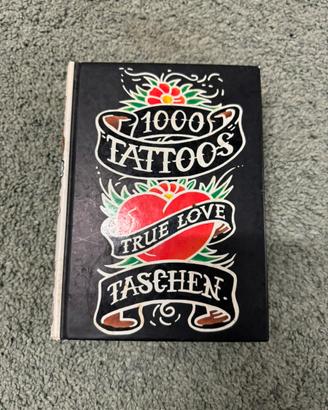 1000
TATTOOS
TRUE LOVE
TASCHEN.